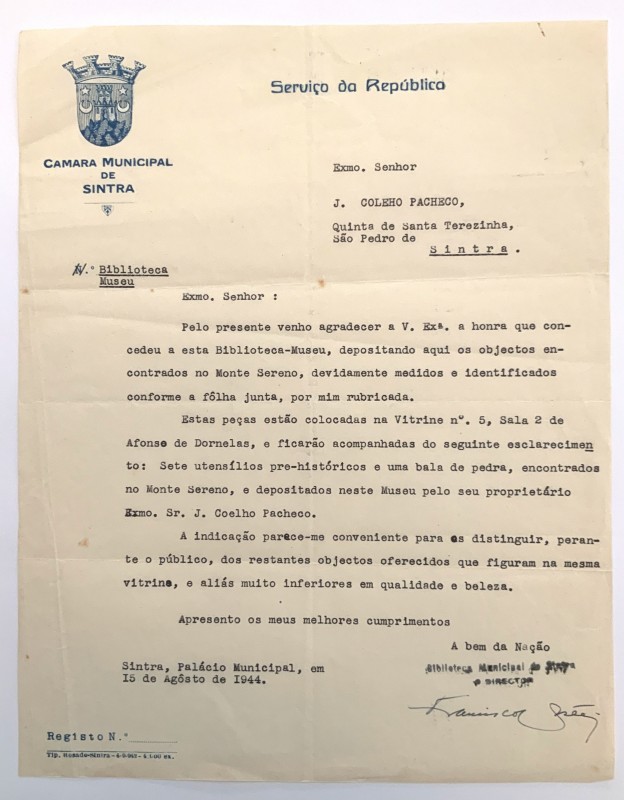 Serviço da República
CAMARA MUNICIPAL
DE
SINTRA
Exmo. Senhor
J. COLEHO PACHECO,
Quinta de Santa Terezinha,
São Pedro de
Sintra.
N.º Biblioteca
Museu
Exmo. Senhor :
Pelo presente venho agradecer a V. Exª. a honra que con-
cedeu a esta Biblioteca-Museu, depositando aqui os objectos en-
contrados no Monte Sereno, devidamente medidos e identificados
conforme a fôlha junta, por mim rubricada.
Estas peças estão colocadas na Vitrine nº. 5, Sala 2 de
Afonso de Dornelas, e ficarão acompanhadas do seguinte esclarecimen
to: Sete utensílios pre-históricos e uma bala de pedra, encontrados
no Monte Sereno, e depositados neste Museu pelo seu proprietário
Exmo. Sr. J. Coelho Pacheco.
A indicação parece-me conveniente para os distinguir, peran-
te o público, dos restantes objectos oferecidos que figuram na mesma
vitrine, e aliás muito inferiores em qualidade e beleza.
Apresento os meus melhores cumprimentos
A bem da Nação
Sintra, Palácio Municipal, em
15 de Agôsto de 1944.
Biblioteca Municipal de Sintra
O DIRECTOR
Francisco
Registo N.º
Tip. Medado-Sintra